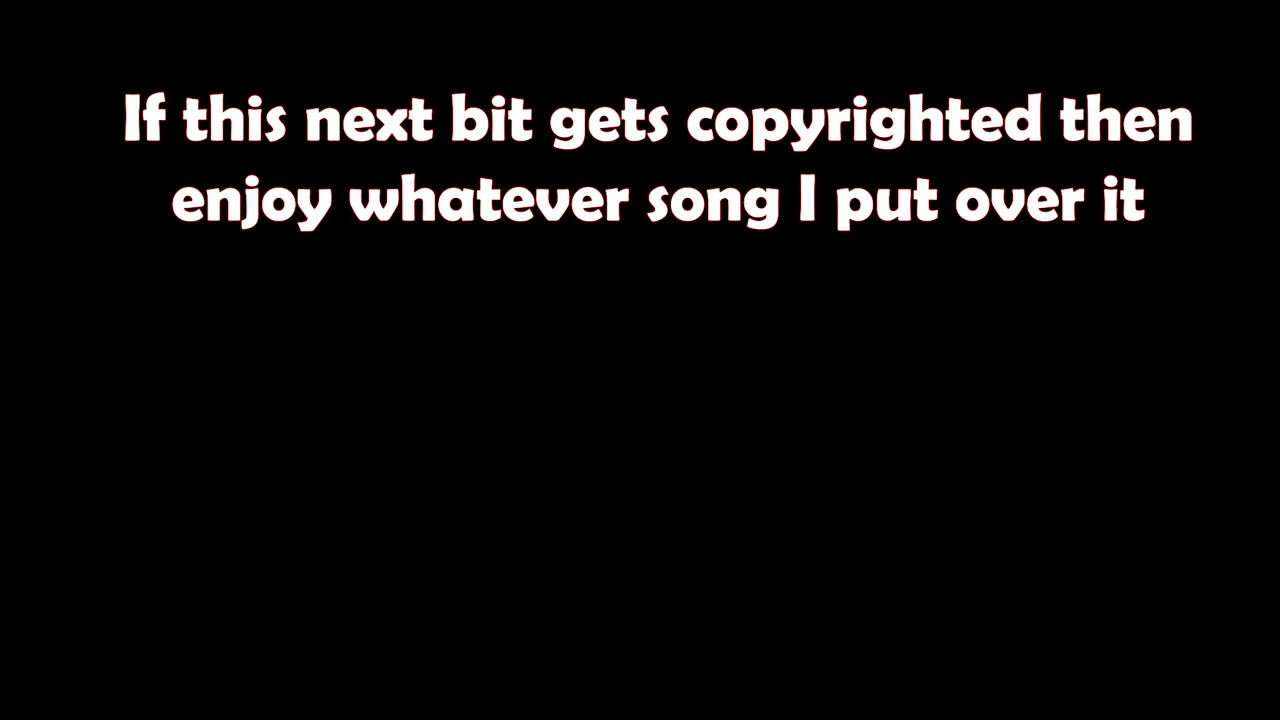 If this next bit gets copyrighted then
enjoy whatever song I put over it